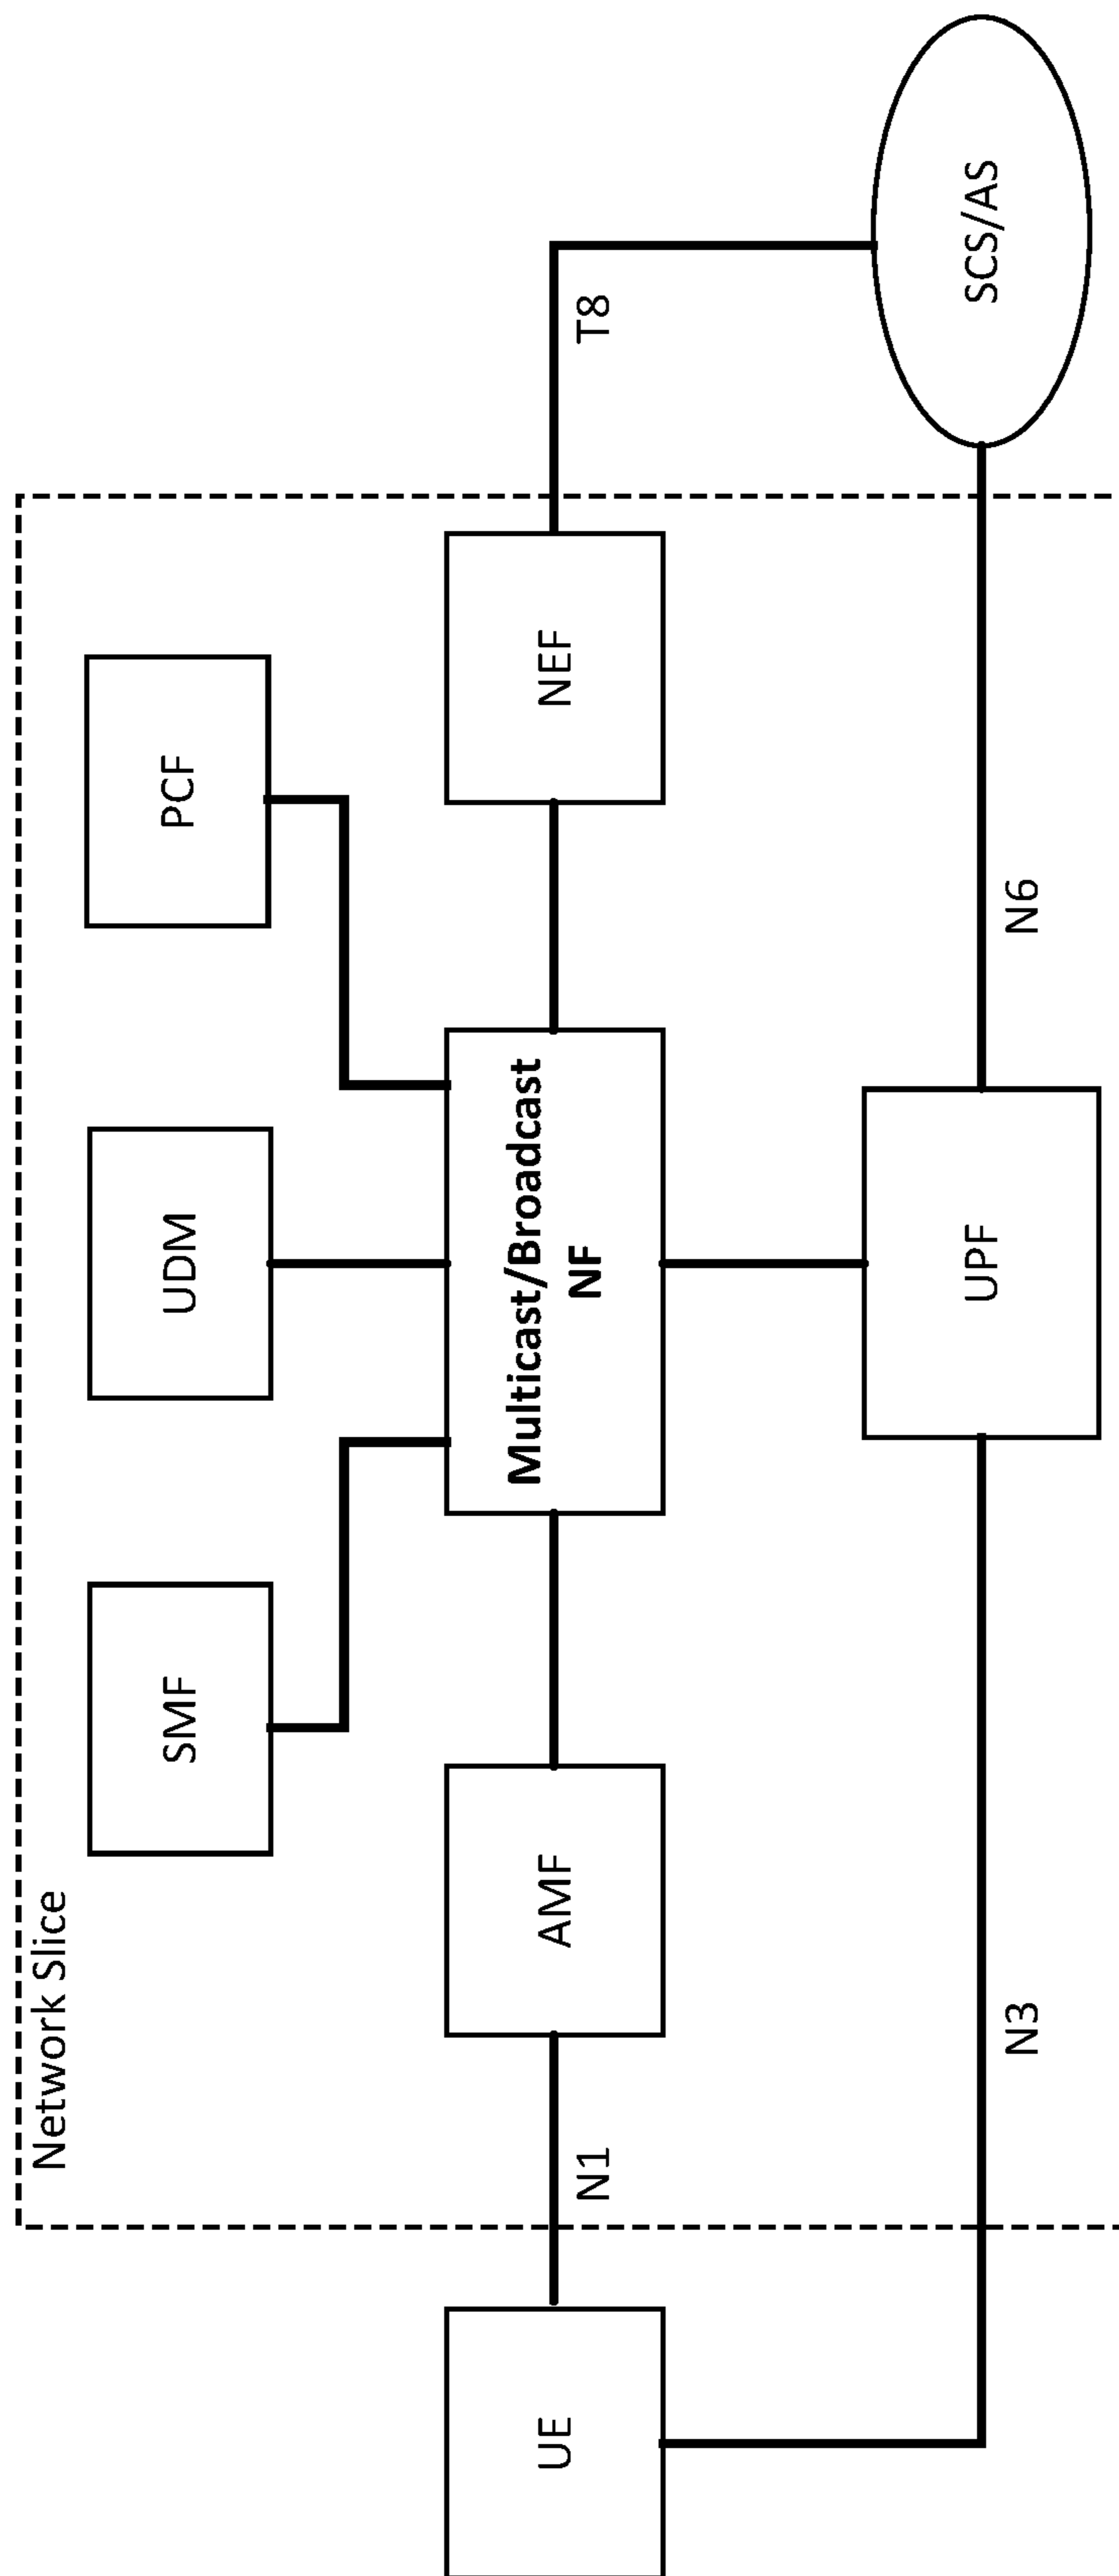 Network Slice
SMF
UDM
PCF
UE
N1
AMF
Multicast/Broadcast
NF
NEF
T8
N3
UPF
N6
SCS/AS